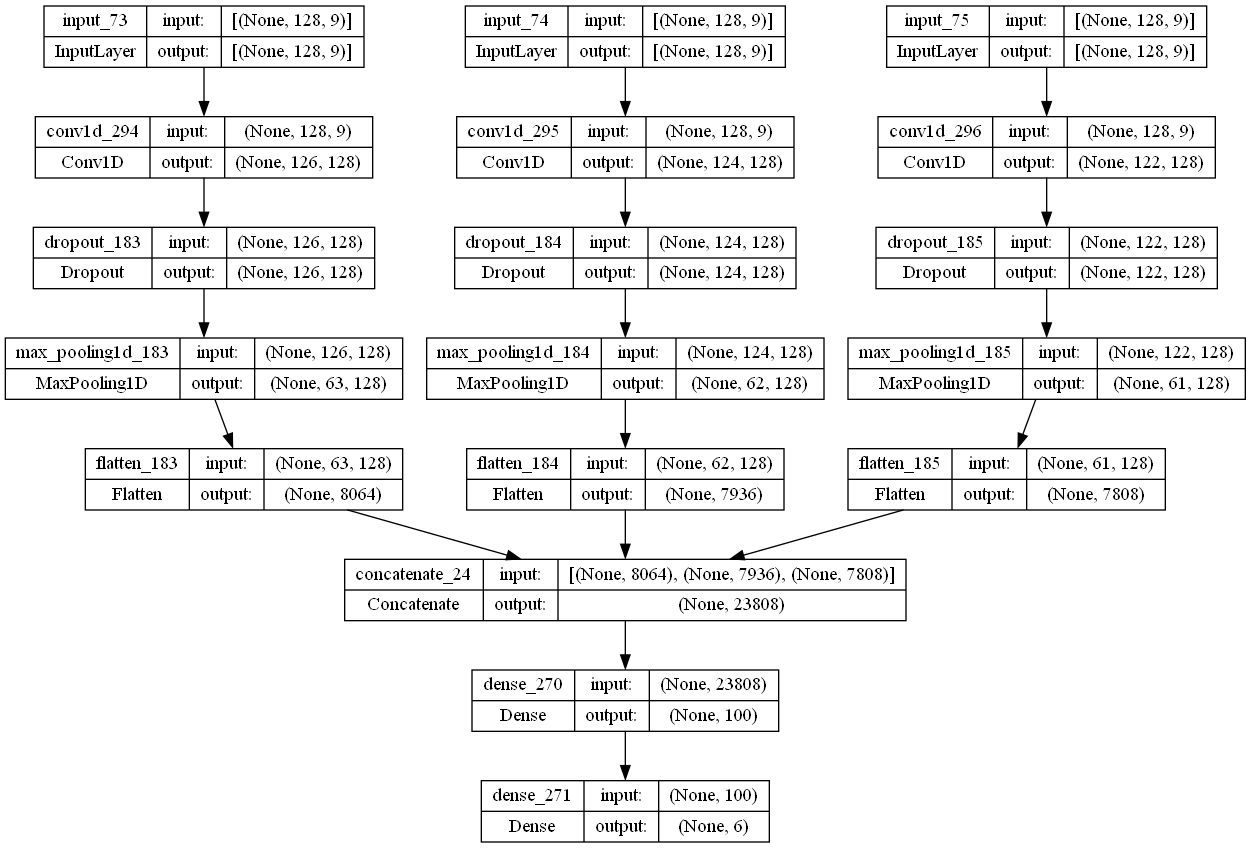 input_73 input: [(None, 128, 9)]
InputLayer output: [(None, 128, 9)]
input_74 input: [(None, 128, 9)]
InputLayer output: [(None, 128, 9)]
input_75 input: [(None, 128, 9)]
InputLayer output: [(None, 128, 9)]
conv1d_294 input: (None, 128, 9)
Conv1D output: (None, 126, 128)
conv1d_295 input: (None, 128, 9)
Conv1D output: (None, 124, 128)
conv1d_296 input: (None, 128, 9)
Conv1D output: (None, 122, 128)
dropout_183 input: (None, 126, 128)
Dropout output: (None, 126, 128)
dropout_184 input: (None, 124, 128)
Dropout output: (None, 124, 128)
dropout_185 input: (None, 122, 128)
Dropout output: (None, 122, 128)
max_pooling1d_183 input: (None, 126, 128)
MaxPooling1D output: (None, 63, 128)
max_pooling1d_184 input: (None, 124, 128)
MaxPooling1D output: (None, 62, 128)
max_pooling1d_185 input: (None, 122, 128)
MaxPooling1D output: (None, 61, 128)
flatten_183 input: (None, 63, 128)
Flatten output: (None, 8064)
flatten_184 input: (None, 62, 128)
Flatten output: (None, 7936)
flatten_185 input: (None, 61, 128)
Flatten output: (None, 7808)
concatenate_24 input: [(None, 8064), (None, 7936), (None, 7808)]
Concatenate output: (None, 23808)
dense_270 input: (None, 23808)
Dense output: (None, 100)
dense_271 input: (None, 100)
Dense output: (None, 6)